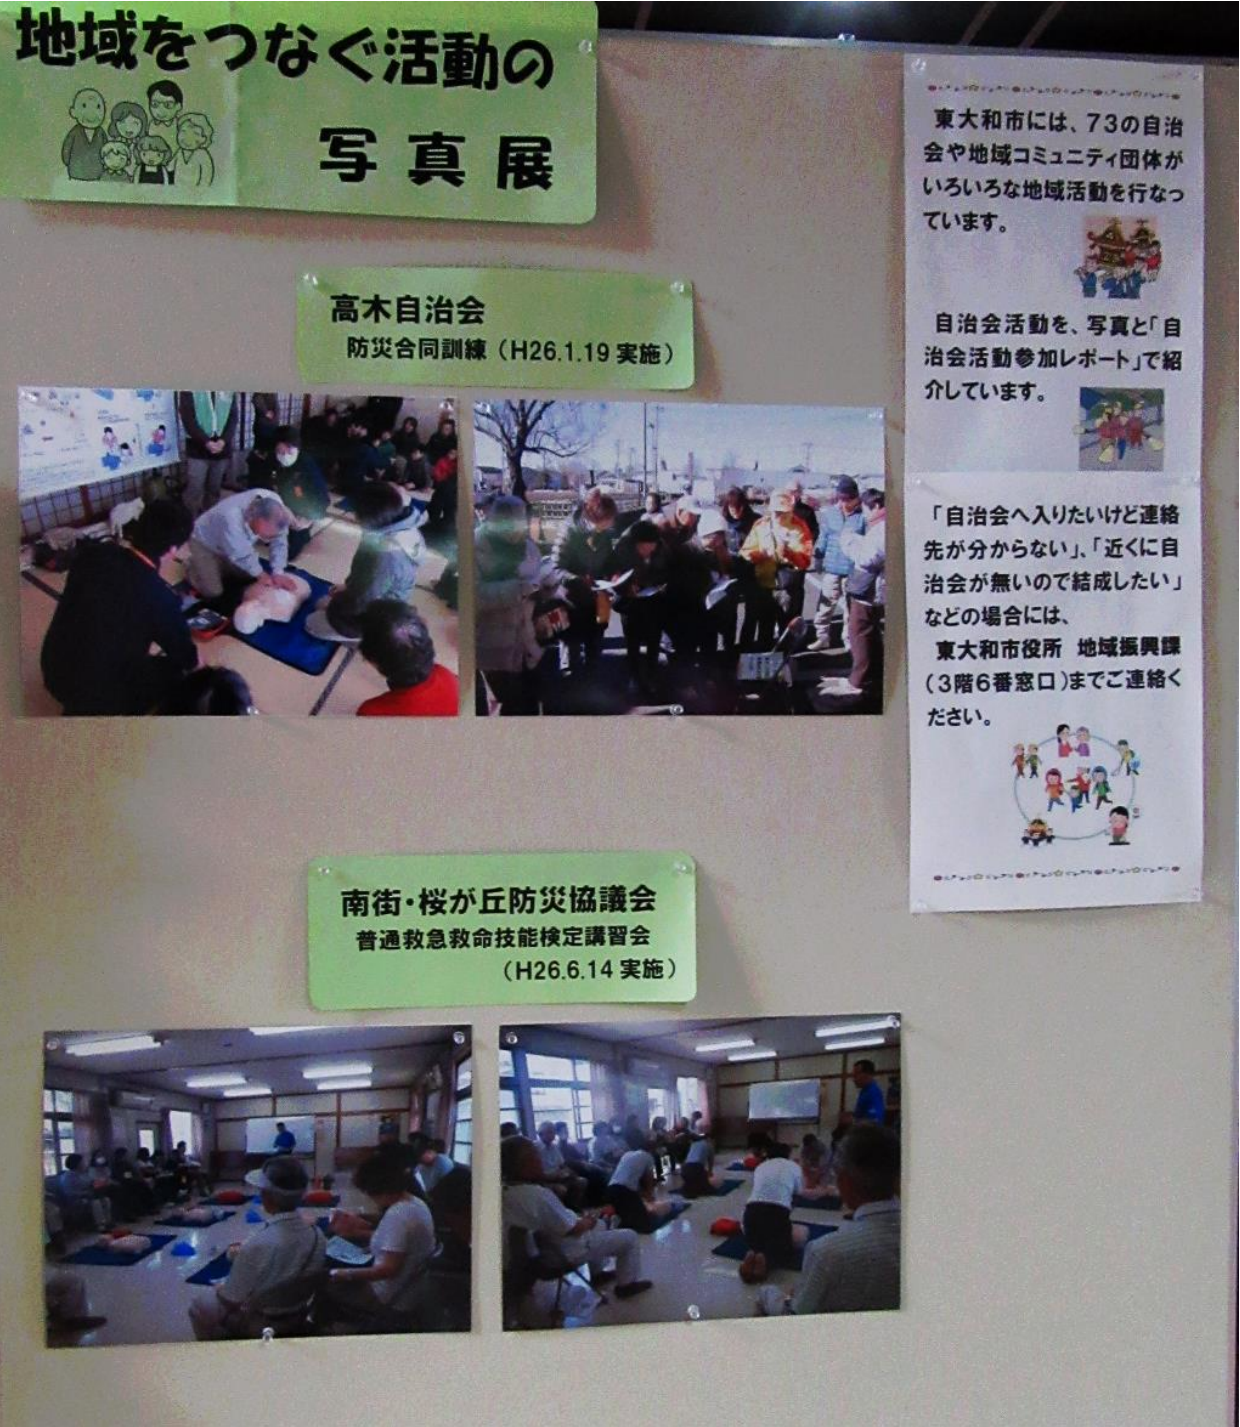 地域をつなぐ活動の
写真展
高木自治会
防災合同訓練（H26.1.19 実施）
南街・桜が丘防災協議会
普通救急救命技能検定講習会
（H26.6.14 実施）
東大和市には、73の自治
会や地域コミュニティ団体が
いろいろな地域活動を行なっ
ています。
自治会活動を、写真と「自
治会活動参加レポート」で紹
介しています。
「自治会へ入りたいけど連絡
先が分からない」、「近くに自
治会が無いので結成したい」
などの場合には、
東大和市役所　地域振興課
（3階6番窓口）までご連絡く
ださい。